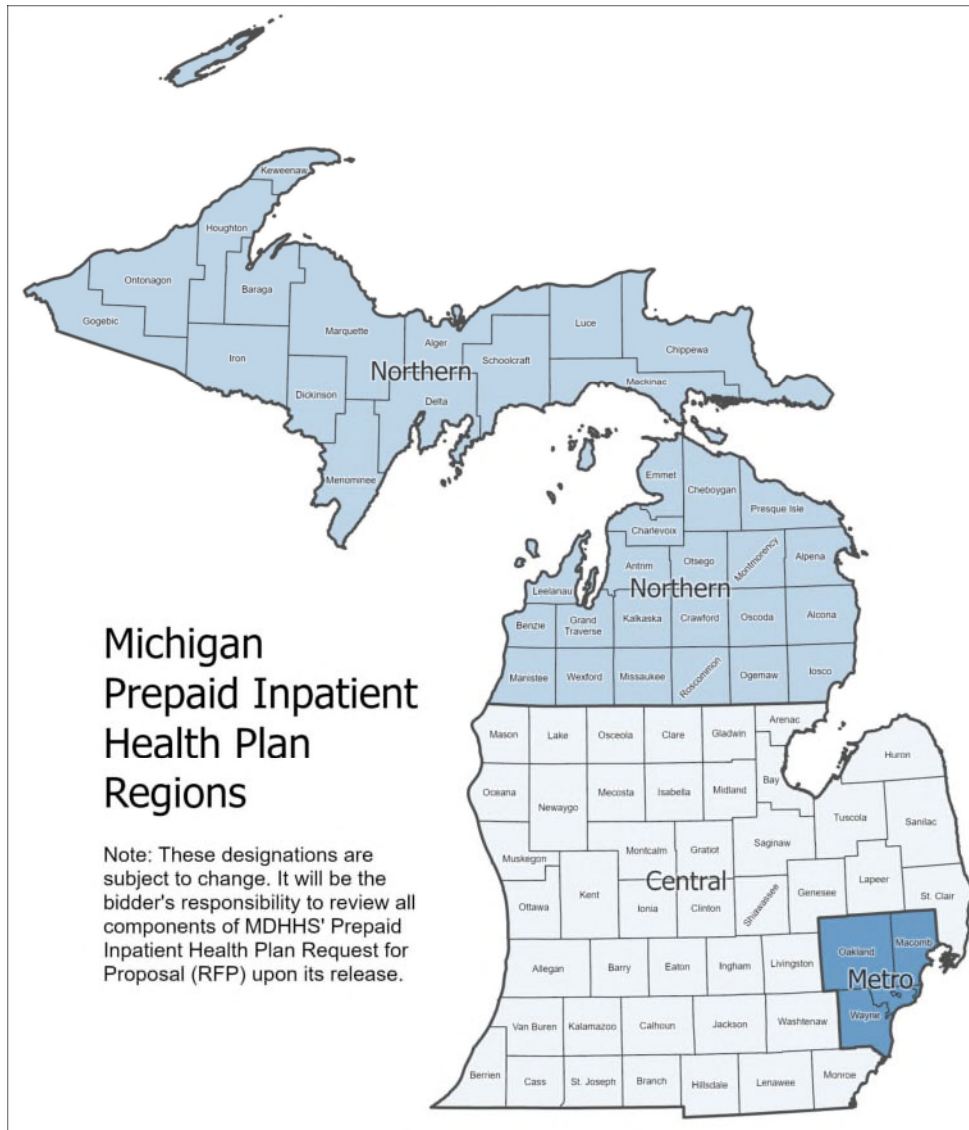 Keweenaw
Houghton
Ontonagon
Baraga
Gogebic
Marquette
Luce
Alger
Chippewa
Iron
Schoolcraft
Northern
Mackinac
Dickinson
Delta
Menominee
Emmet
Cheboygan
Presque Isle
Charlevoix
Montmorency
Otsego
Alpena
Antrim
Northern
Leelanau
Benzie
Grand
Traverse
Kalkaska
Crawford
Oscoda
Alcona
Manistee
Wexford
Missaukee
Roscommon
Ogemaw
Iosco
Michigan
Prepaid Inpatient
Health Plan
Regions
Note: These designations are
subject to change. It will be the
bidder's responsibility to review all
components of MDHHS' Prepaid
Inpatient Health Plan Request for
Proposal (RFP) upon its release.
Mason
Lake
Osceola
Clare
Gladwin
Arenac
Huron
Bay
Oceana
Newaygo
Mecosta
Isabella
Midland
Tuscola
Sanilac
Muskegon
Montcalm
Gratiot
Saginaw
Central
Kent
Ottawa
Ionia
Clinton
Shiawassee
Genesee
Lapeer
St. Clair
Oakland
Macomb
Metro
Wayne
Allegan
Barry
Eaton
Ingham
Livingston
Van Buren
Kalamazoo
Calhoun
Jackson
Washtenaw
Berrien
Cass
St. Joseph
Branch
Hillsdale
Lenawee
Monroe